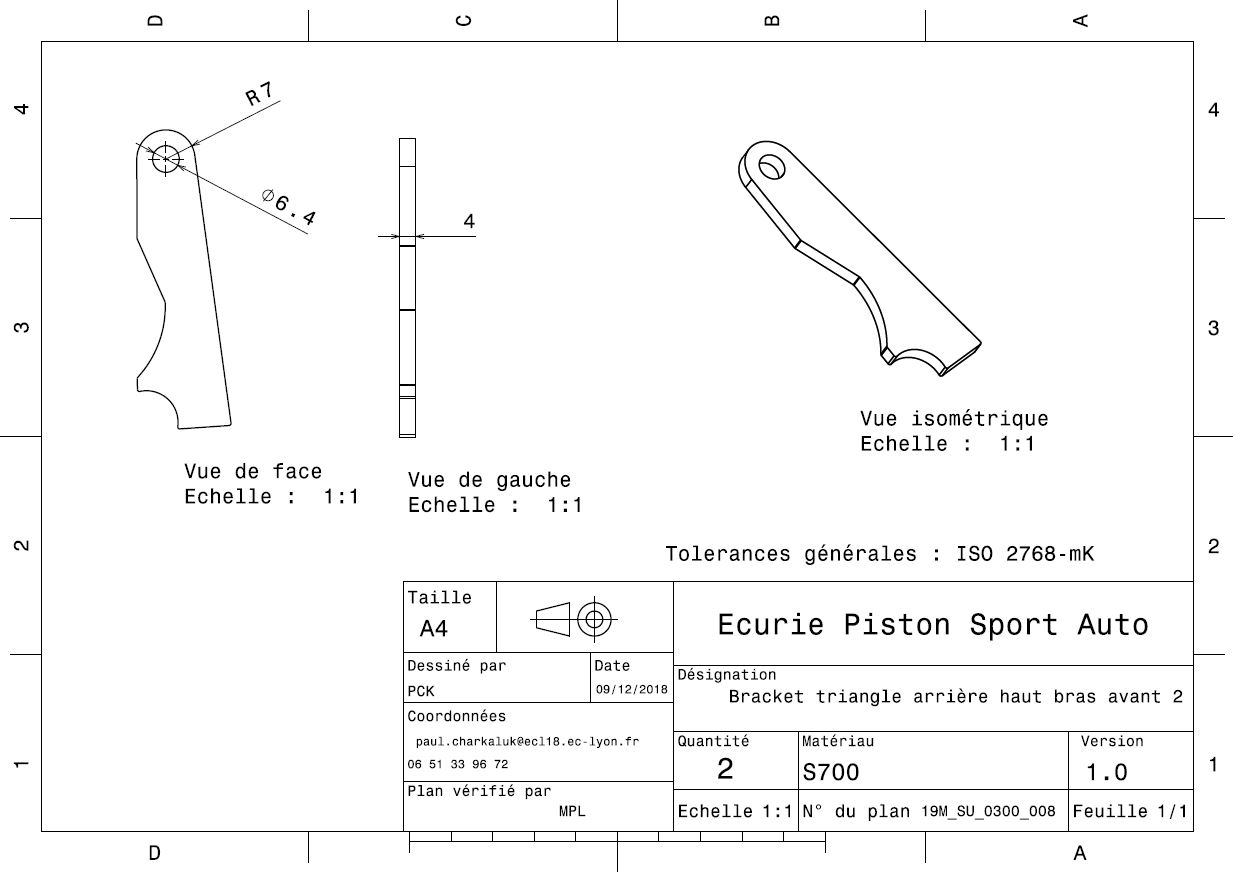 D C B A
4 4
R7
⌀6.4
4
3 3
Vue isométrique
Echelle : 1:1
Vue de face
Echelle : 1:1
Vue de gauche
Echelle : 1:1
2 2
Tolerances générales : ISO 2768-mK
Taille
A4
Ecurie Piston Sport Auto
Dessiné par
PCK
Date
09/12/2018
Désignation
Bracket triangle arrière haut bras avant 2
Coordonnées
paul.charkaluk@ecl18.ec-lyon.fr
06 51 33 96 72
Quantité
2
Matériau
S700
Version
1.0
Plan vérifié par
MPL
Echelle 1:1
N° du plan 19M_SU_0300_008
Feuille 1/1
1 1
D A